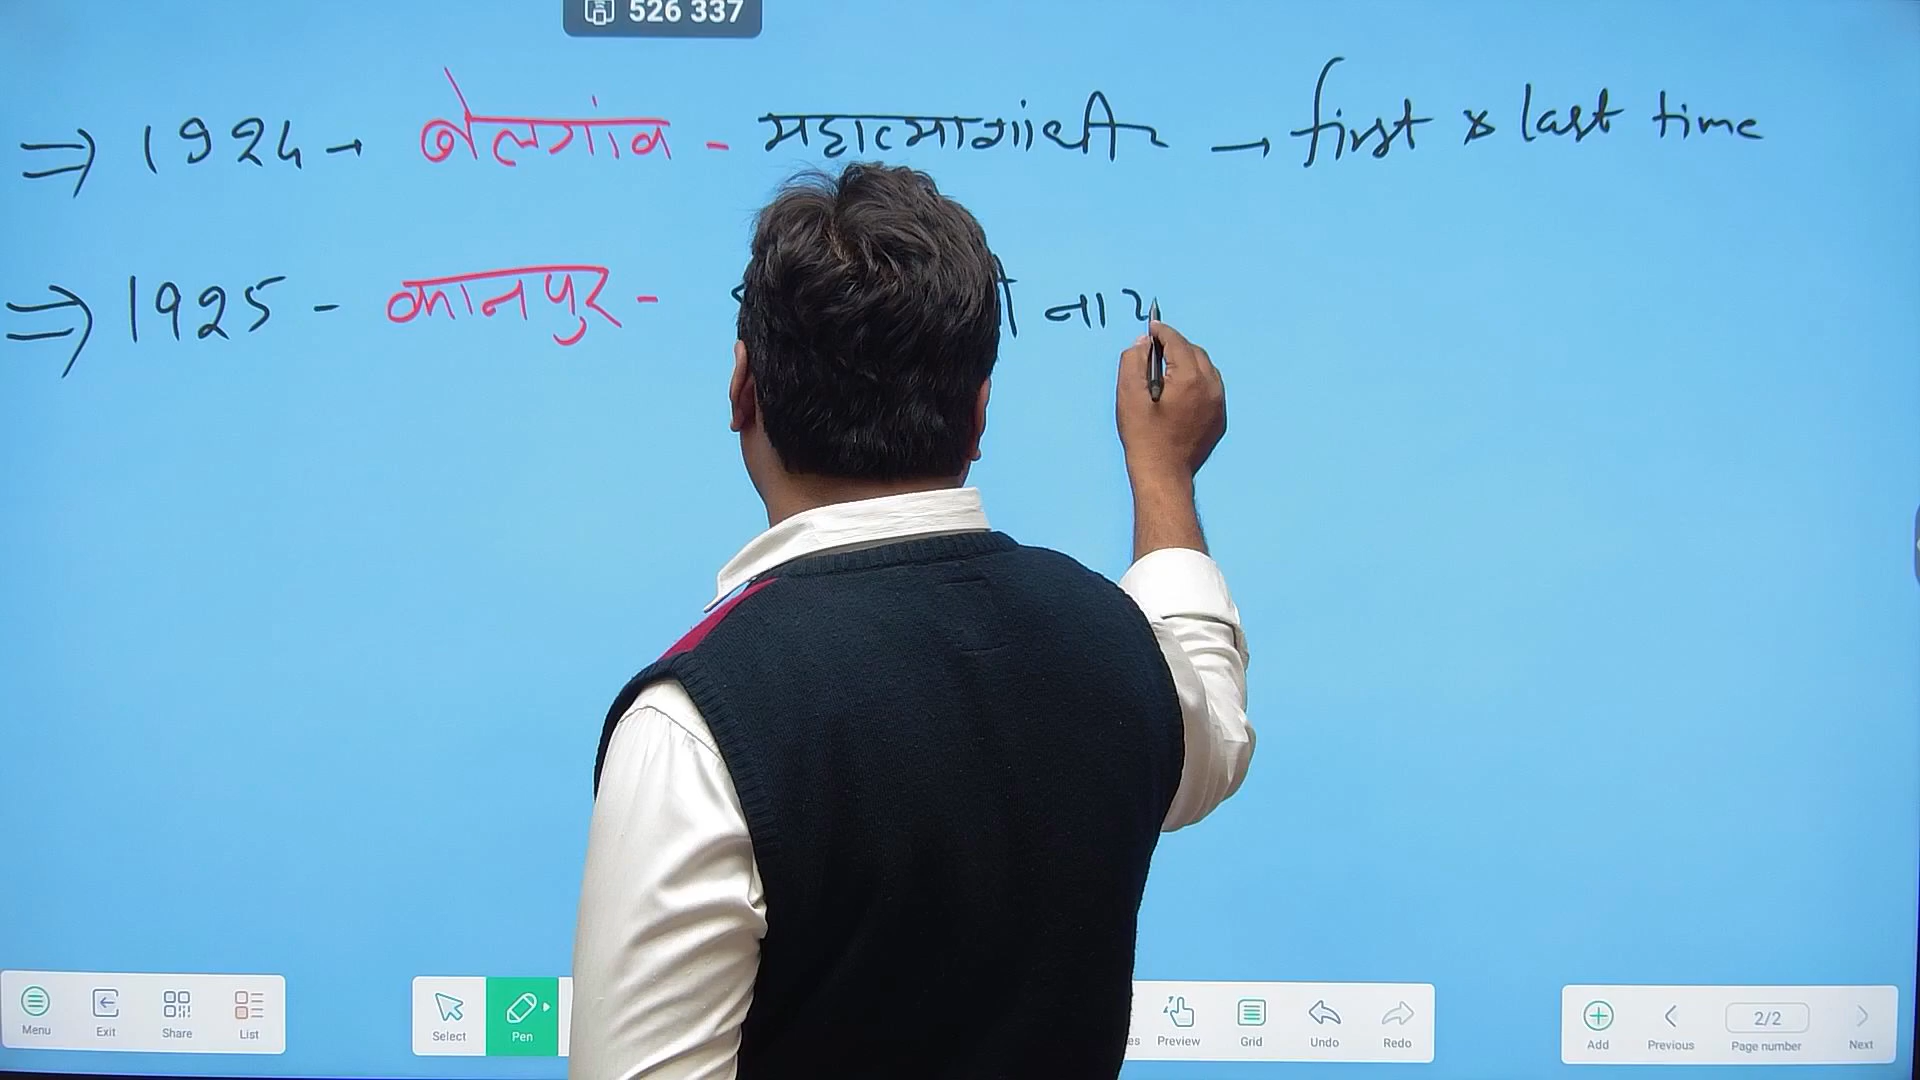 526 337
⇒ 1924 → बेलगांव - महात्मा गांधी → first & last time
⇒ 1925 - कानपुर - ना
Menu Exit Share List Select Pen Preview Grid Undo Redo Add Previous 2/2 Page number Next